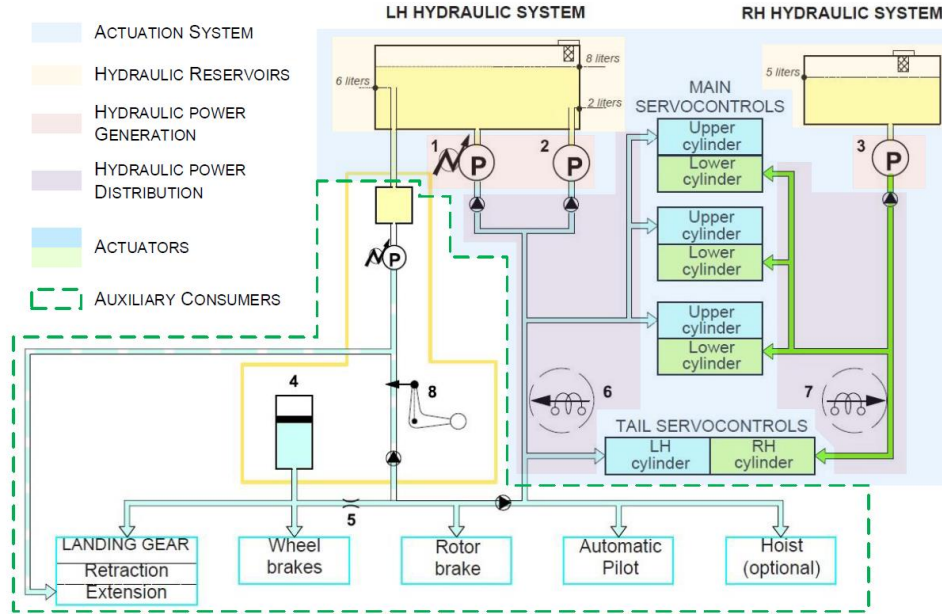 LH HYDRAULIC SYSTEM
RH HYDRAULIC SYSTEM
ACTUATION SYSTEM
HYDRAULIC RESERVOIRS
HYDRAULIC POWER
GENERATION
HYDRAULIC POWER
DISTRIBUTION
ACTUATORS
AUXILIARY CONSUMERS
6 liters
8 liters
2 liters
5 liters
1
P
2
P
3
P
P
MAIN
SERVOCONTROLS
Upper
cylinder
Lower
cylinder
Upper
cylinder
Lower
cylinder
Upper
cylinder
Lower
cylinder
4
8
6
7
TAIL SERVOCONTROLS
LH
cylinder
RH
cylinder
5
LANDING GEAR
Retraction
Extension
Wheel
brakes
Rotor
brake
Automatic
Pilot
Hoist
(optional)